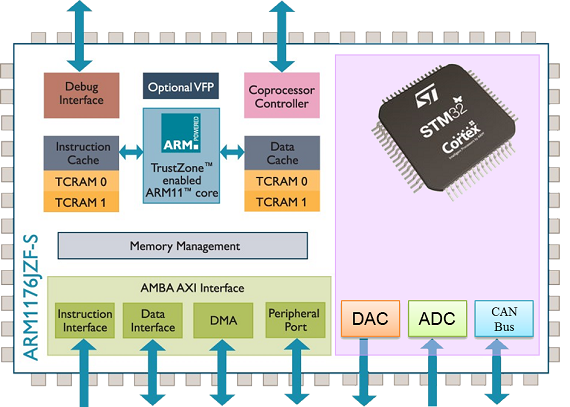 Debug
Interface
Optional VFP
Coprocessor
Controller
Instruction
Cache
TCRAM 0
TCRAM 1
ARM POWERED
TrustZone™
enabled
ARM11™ core
Data
Cache
TCRAM 0
TCRAM 1
Memory Management
ARM1176JZF-S
AMBA AXI Interface
Instruction
Interface
Data
Interface
DMA
Peripheral
Port
ST
STM32
Cortex
DAC
ADC
CAN
Bus